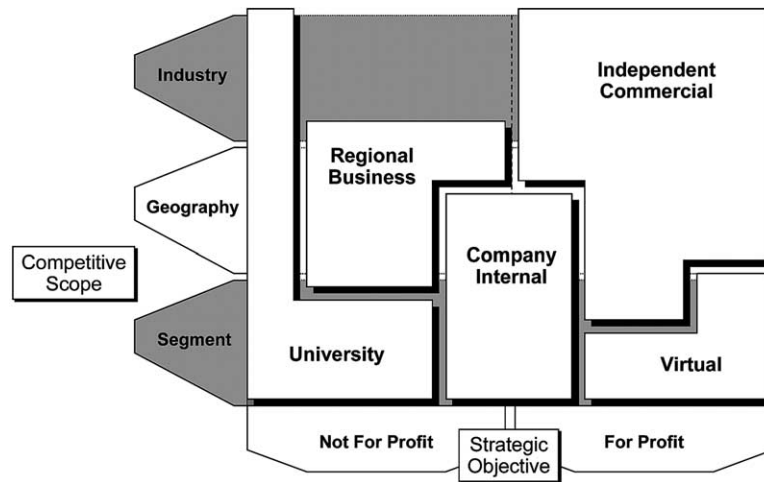 Industry
Independent
Commercial
Regional
Business
Geography
Competitive
Scope
Company
Internal
Segment
University
Virtual
Not For Profit
Strategic
Objective
For Profit